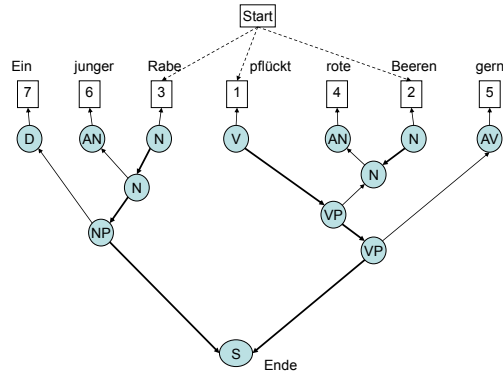 Start
Ein junger Rabe pflückt rote Beeren gern
7 6 3 1 4 2 5
D AN N V AN N AV
N N
VP
NP VP
S Ende